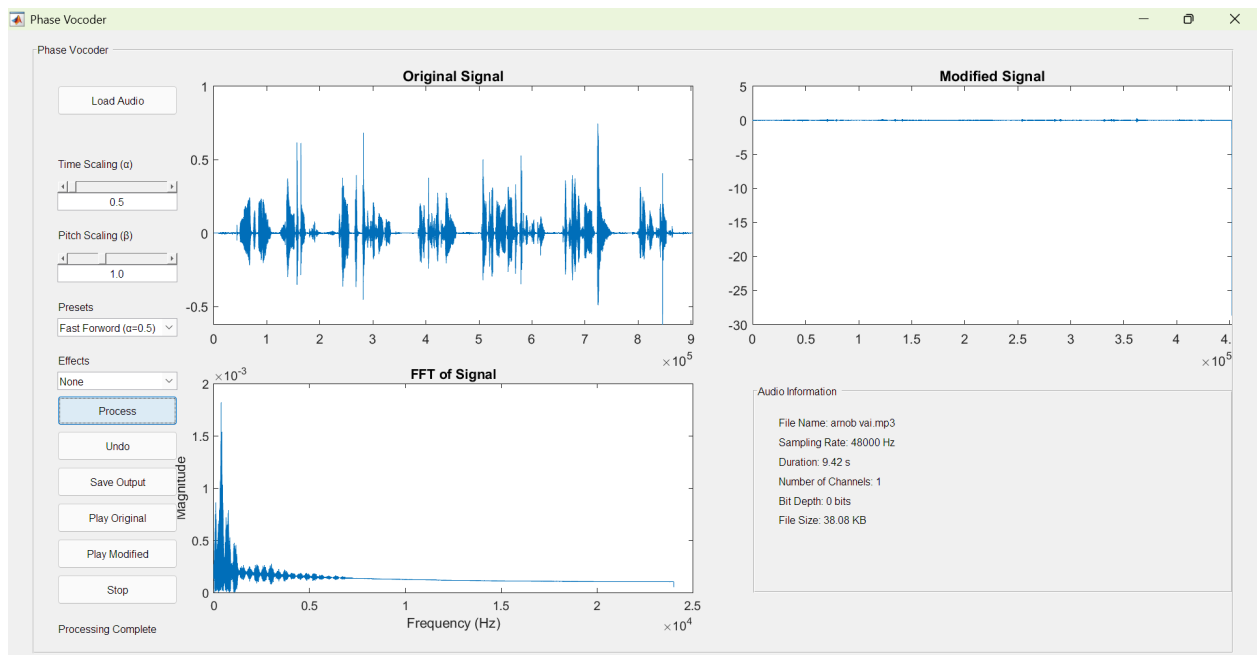 Phase Vocoder
Phase Vocoder
Load Audio
Time Scaling (α)
0.5
Pitch Scaling (β)
1.0
Presets
Fast Forword (α=0.5)
Effects
None
Process
Undo
Save Output
Play Original
Play Modified
Stop
Processing Complete
Original Signal
1
0.5
0
-0.5
0 1 2 3 4 5 6 7 8 9
×10^5
FFT of Signal
×10^-3
2
1.5
1
0.5
0
Magnitude
0 0.5 1 1.5 2 2.5
Frequency (Hz)
×10^4
Modified Signal
5
0
-5
-10
-15
-20
-25
-30
0 0.5 1 1.5 2 2.5 3 3.5 4.
×10^5
Audio Information
File Name: arnob vai.mp3
Sampling Rate: 48000 Hz
Duration: 9.42 s
Number of Channels: 1
Bit Depth: 0 bits
File Size: 38.08 KB